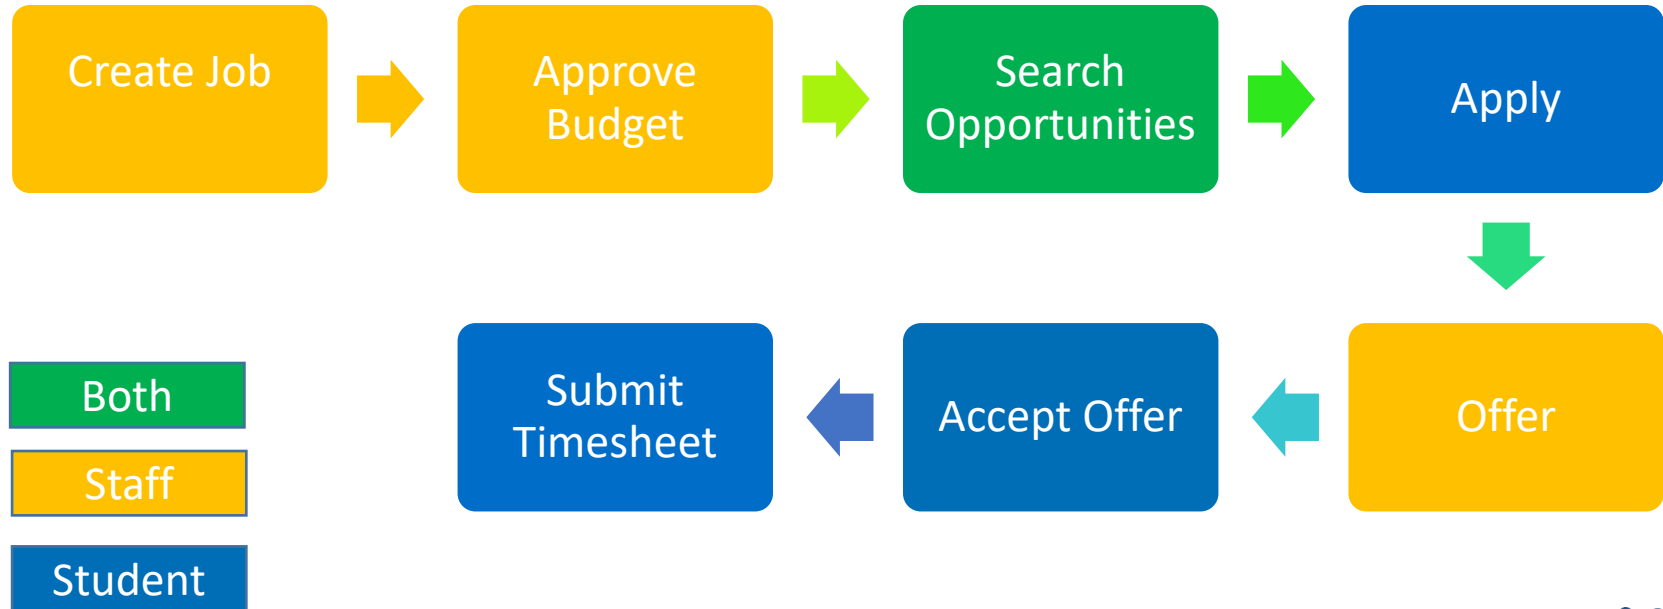 Create Job
Approve
Budget
Search
Opportunities
Apply
Submit
Timesheet
Accept Offer
Offer
Both
Staff
Student